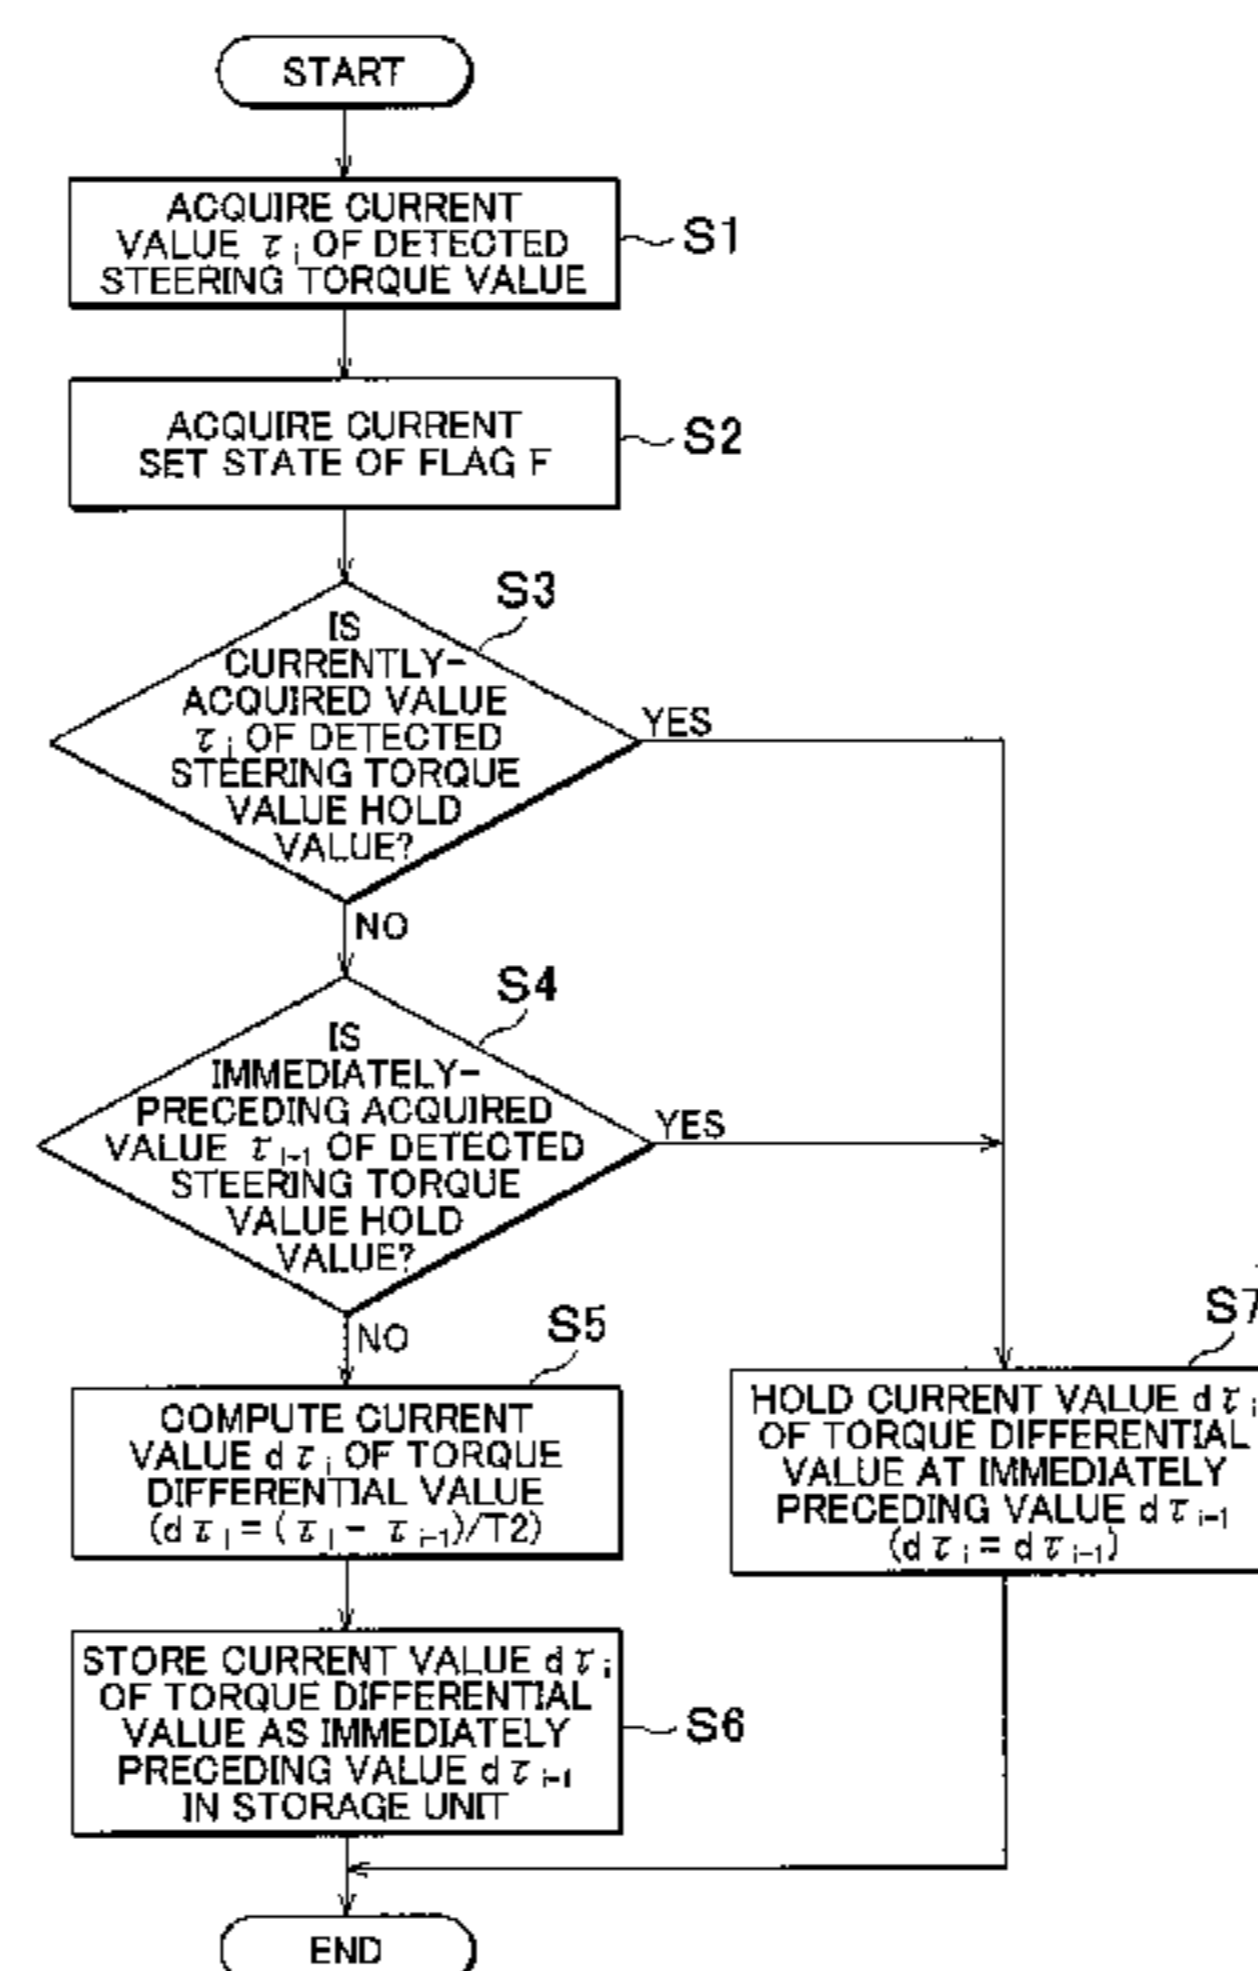 START
ACQUIRE CURRENT
VALUE τi OF DETECTED
STEERING TORQUE VALUE
S1
ACQUIRE CURRENT
SET STATE OF FLAG F
S2
S3
IS
CURRENTLY-
ACQUIRED VALUE
τi OF DETECTED
STEERING TORQUE
VALUE HOLD
VALUE?
YES
NO
S4
IS
IMMEDIATELY-
PRECEDING ACQUIRED
VALUE τi-1 OF DETECTED
STEERING TORQUE
VALUE HOLD
VALUE?
YES
NO
S5
COMPUTE CURRENT
VALUE dτi OF TORQUE
DIFFERENTIAL VALUE
(dτi = (τi - τi-1)/T2)
S7
HOLD CURRENT VALUE dτi
OF TORQUE DIFFERENTIAL
VALUE AT IMMEDIATELY
PRECEDING VALUE dτi-1
(dτi = dτi-1)
STORE CURRENT VALUE dτi
OF TORQUE DIFFERENTIAL
VALUE AS IMMEDIATELY
PRECEDING VALUE dτi-1
IN STORAGE UNIT
S6
END